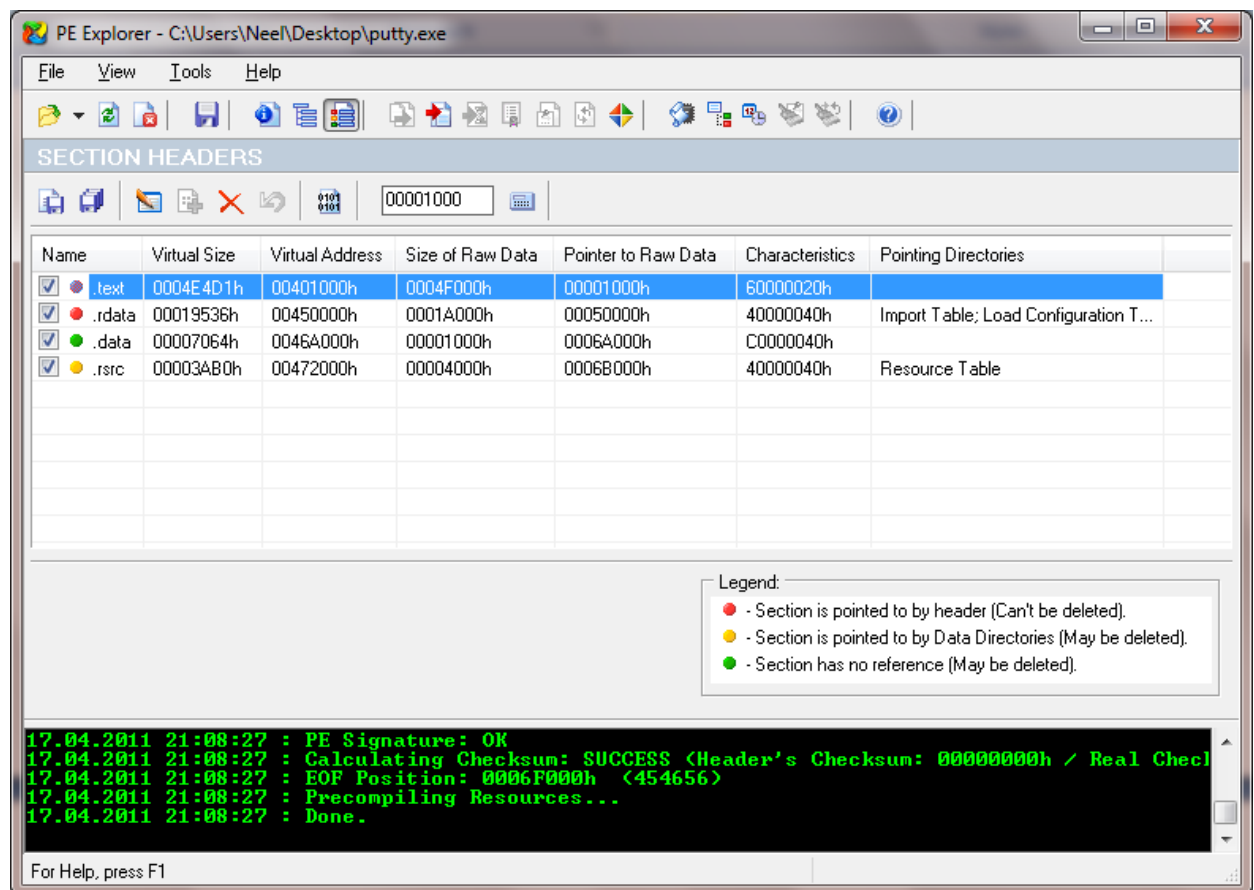 PE Explorer - C:\Users\Neel\Desktop\putty.exe
File View Tools Help
SECTION HEADERS
00001000
Name Virtual Size Virtual Address Size of Raw Data Pointer to Raw Data Characteristics Pointing Directories
.text 0004E4D1h 00401000h 0004F000h 00001000h 60000020h
.rdata 00019536h 00450000h 0001A000h 00050000h 40000040h Import Table; Load Configuration T...
.data 00007064h 0046A000h 00001000h 0006A000h C0000040h
.rsrc 00003AB0h 00472000h 00004000h 0006B000h 40000040h Resource Table
Legend:
- Section is pointed to by header (Can't be deleted).
- Section is pointed to by Data Directories (May be deleted).
- Section has no reference (May be deleted).
17.04.2011 21:08:27 : PE Signature: OK
17.04.2011 21:08:27 : Calculating Checksum: SUCCESS (Header's Checksum: 00000000h / Real Chec
17.04.2011 21:08:27 : EOF Position: 0006F000h (454656)
17.04.2011 21:08:27 : Precompiling Resources...
17.04.2011 21:08:27 : Done.
For Help, press F1